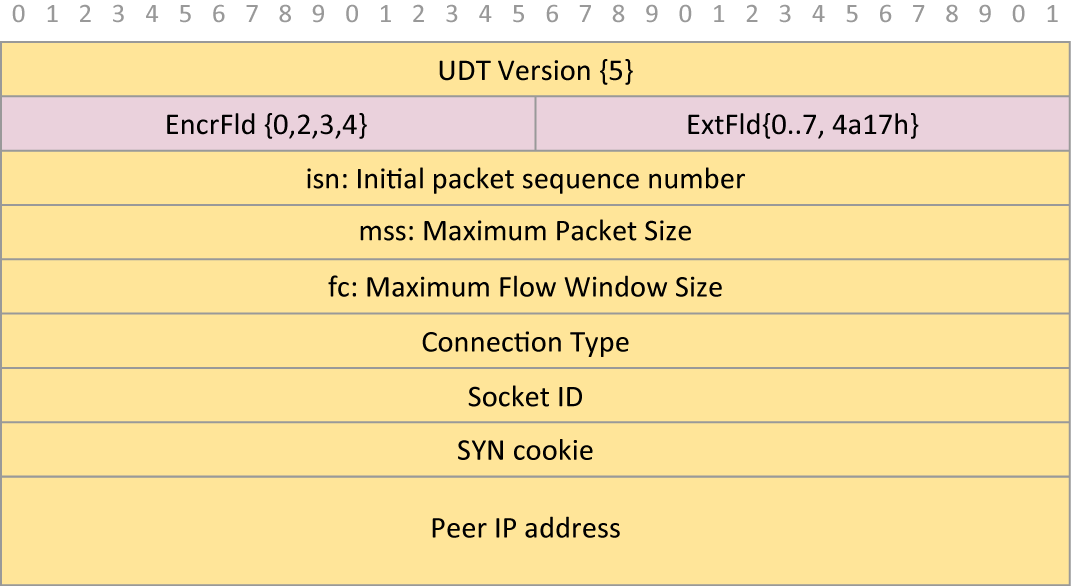 0 1 2 3 4 5 6 7 8 9 0 1 2 3 4 5 6 7 8 9 0 1 2 3 4 5 6 7 8 9 0 1
UDT Version {5}
EncrFld {0,2,3,4} ExtFld{0..7, 4a17h}
isn: Initial packet sequence number
mss: Maximum Packet Size
fc: Maximum Flow Window Size
Connection Type
Socket ID
SYN cookie
Peer IP address